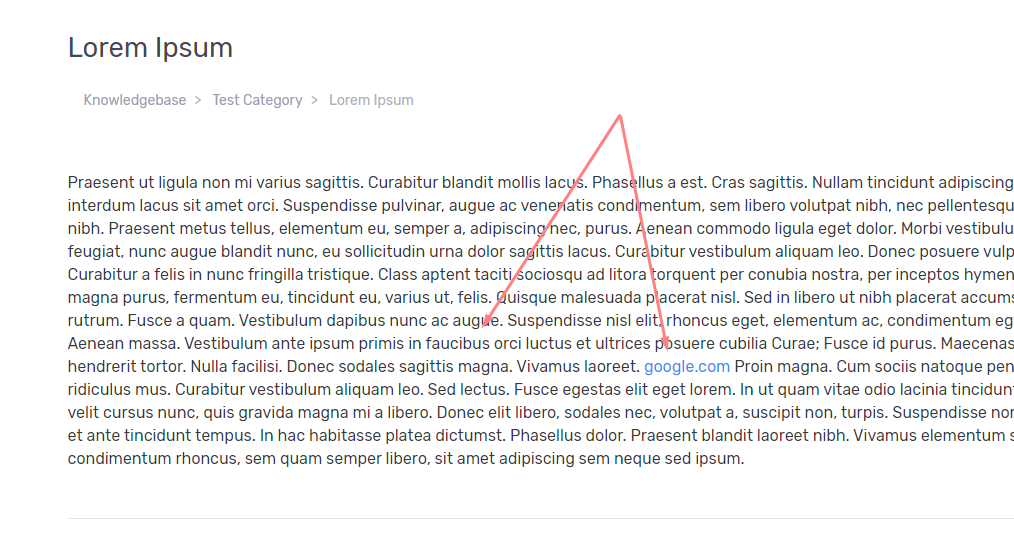 Lorem Ipsum
Knowledgebase > Test Category > Lorem Ipsum
Praesent ut ligula non mi varius sagittis. Curabitur blandit mollis lacus. Phasellus a est. Cras sagittis. Nullam tincidunt adipiscing
interdum lacus sit amet orci. Suspendisse pulvinar, augue ac venenatis condimentum, sem libero volutpat nibh, nec pellentesqu
nibh. Praesent metus tellus, elementum eu, semper a, adipiscing nec, purus. Aenean commodo ligula eget dolor. Morbi vestibulu
feugiat, nunc augue blandit nunc, eu sollicitudin urna dolor sagittis lacus. Curabitur vestibulum aliquam leo. Donec posuere vulp
Curabitur a felis in nunc fringilla tristique. Class aptent taciti sociosqu ad litora torquent per conubia nostra, per inceptos hymen
magna purus, fermentum eu, tincidunt eu, varius ut, felis. Quisque malesuada placerat nisl. Sed in libero ut nibh placerat accums
rutrum. Fusce a quam. Vestibulum dapibus nunc ac augue. Suspendisse nisl elit, rhoncus eget, elementum ac, condimentum eg
Aenean massa. Vestibulum ante ipsum primis in faucibus orci luctus et ultrices posuere cubilia Curae; Fusce id purus. Maecenas
hendrerit tortor. Nulla facilisi. Donec sodales sagittis magna. Vivamus laoreet. google.com Proin magna. Cum sociis natoque pen
ridiculus mus. Curabitur vestibulum aliquam leo. Sed lectus. Fusce egestas elit eget lorem. In ut quam vitae odio lacinia tincidun
velit cursus nunc, quis gravida magna mi a libero. Donec elit libero, sodales nec, volutpat a, suscipit non, turpis. Suspendisse non
et ante tincidunt tempus. In hac habitasse platea dictumst. Phasellus dolor. Praesent blandit laoreet nibh. Vivamus elementum s
condimentum rhoncus, sem quam semper libero, sit amet adipiscing sem neque sed ipsum.